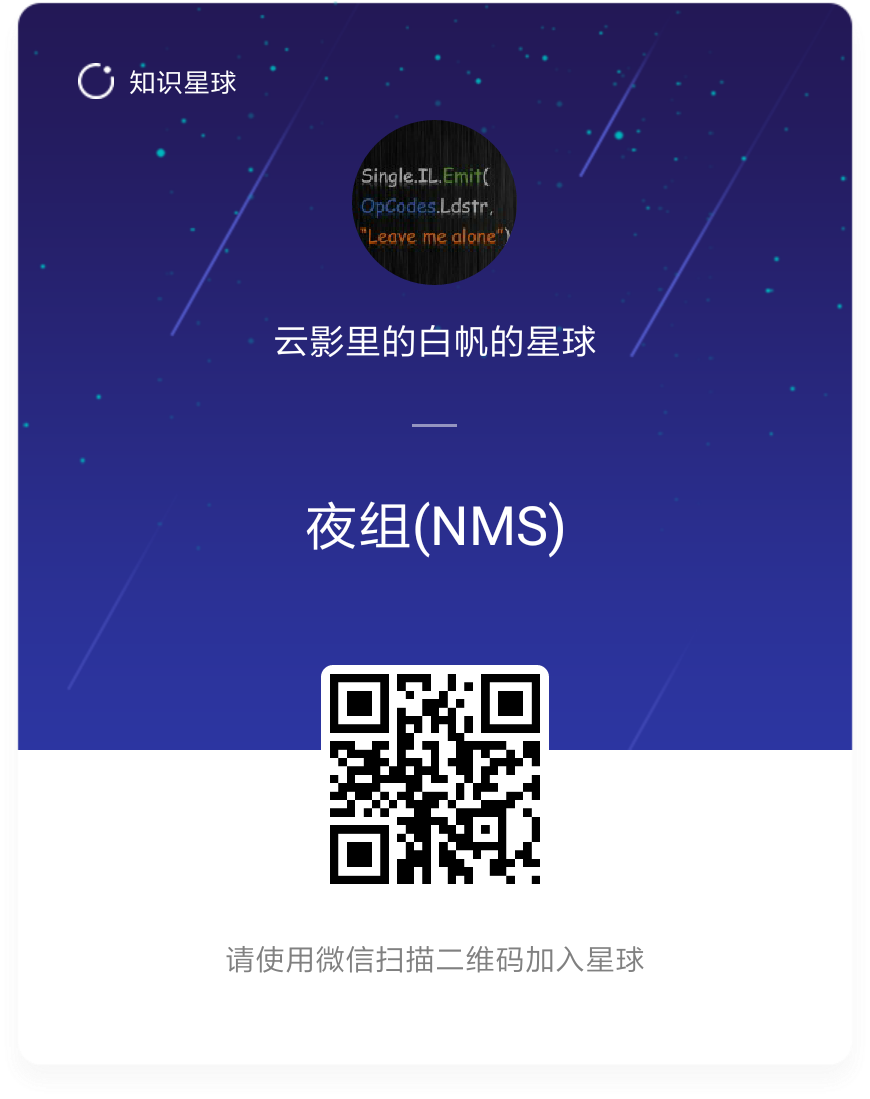 知识星球
Single.IL.Emit(
OpCodes.Ldstr,
"Leave me alone")
云影里的白帆的星球
夜组(NMS)
请使用微信扫描二维码加入星球